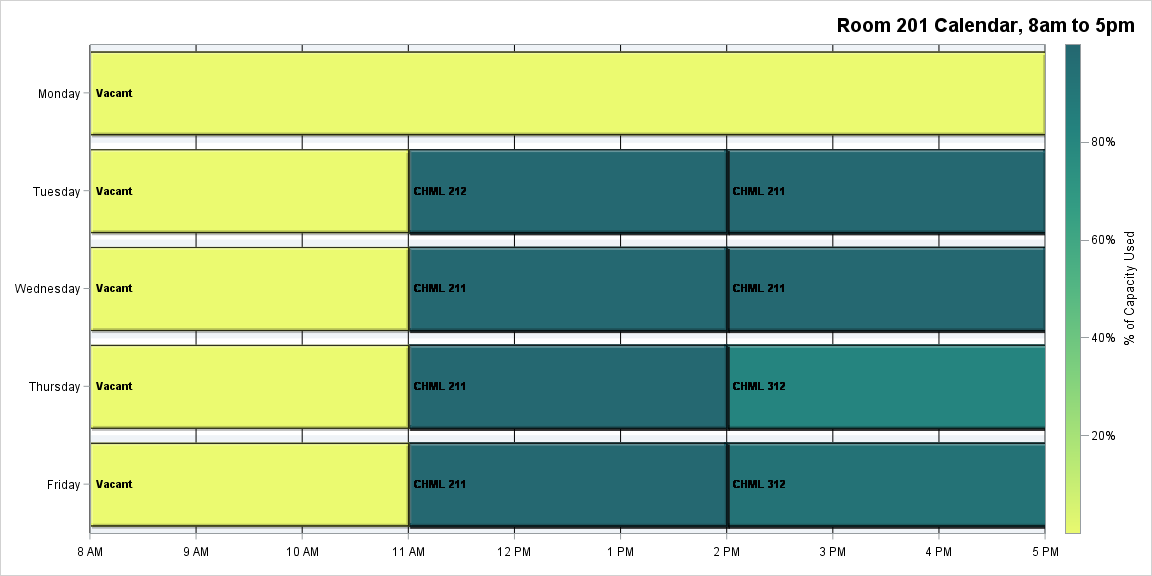 Room 201 Calendar, 8am to 5pm
Monday
Vacant
Tuesday
Vacant
CHML 212
CHML 211
Wednesday
Vacant
CHML 211
CHML 211
Thursday
Vacant
CHML 211
CHML 312
Friday
Vacant
CHML 211
CHML 312
8 AM
9 AM
10 AM
11 AM
12 PM
1 PM
2 PM
3 PM
4 PM
5 PM
80%
60%
40%
20%
% of Capacity Used